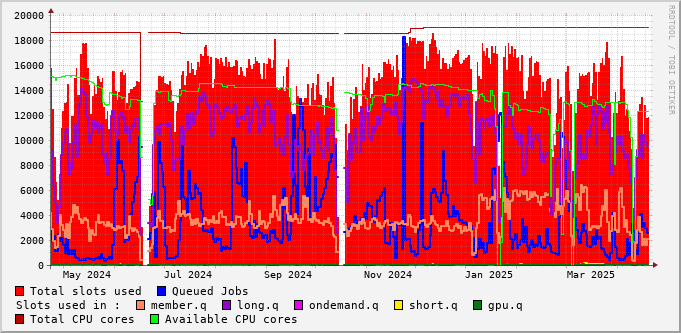 20000
18000
16000
14000
12000
10000
8000
6000
4000
2000
0
May 2024 Jul 2024 Sep 2024 Nov 2024 Jan 2025 Mar 2025
RRDTOOL / TOBI OETIKER
Total slots used Queued Jobs
Slots used in : member.q long.q ondemand.q short.q gpu.q
Total CPU cores Available CPU cores